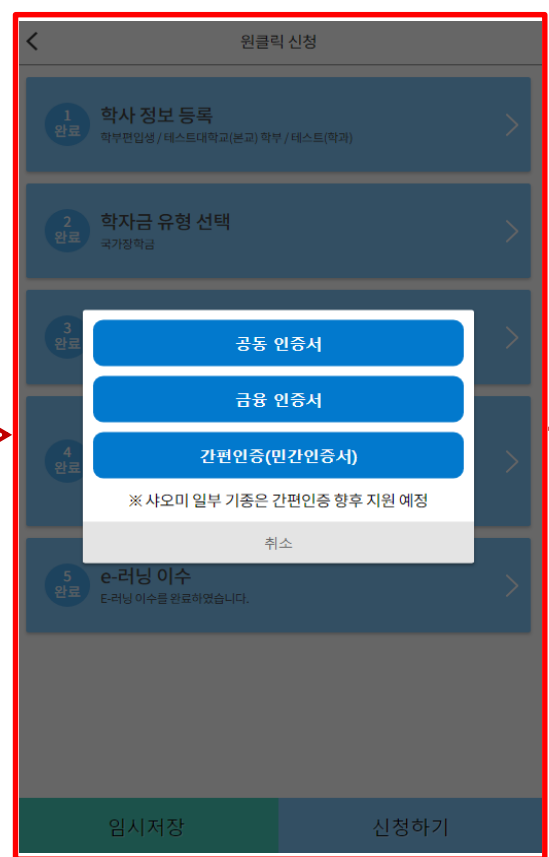 원클릭 신청
1
완료
학사 정보 등록
학부편입생 / 테스트대학교(본교) 학부 / 테스트(학과)
2
완료
학자금 유형 선택
국가장학금
3
완료
공동 인증서
금융 인증서
4
완료
간편인증(민간인증서)
※ 샤오미 일부 기종은 간편인증 향후 지원 예정
취소
5
완료
e-러닝 이수
E-러닝 이수를 완료하였습니다.
임시저장
신청하기